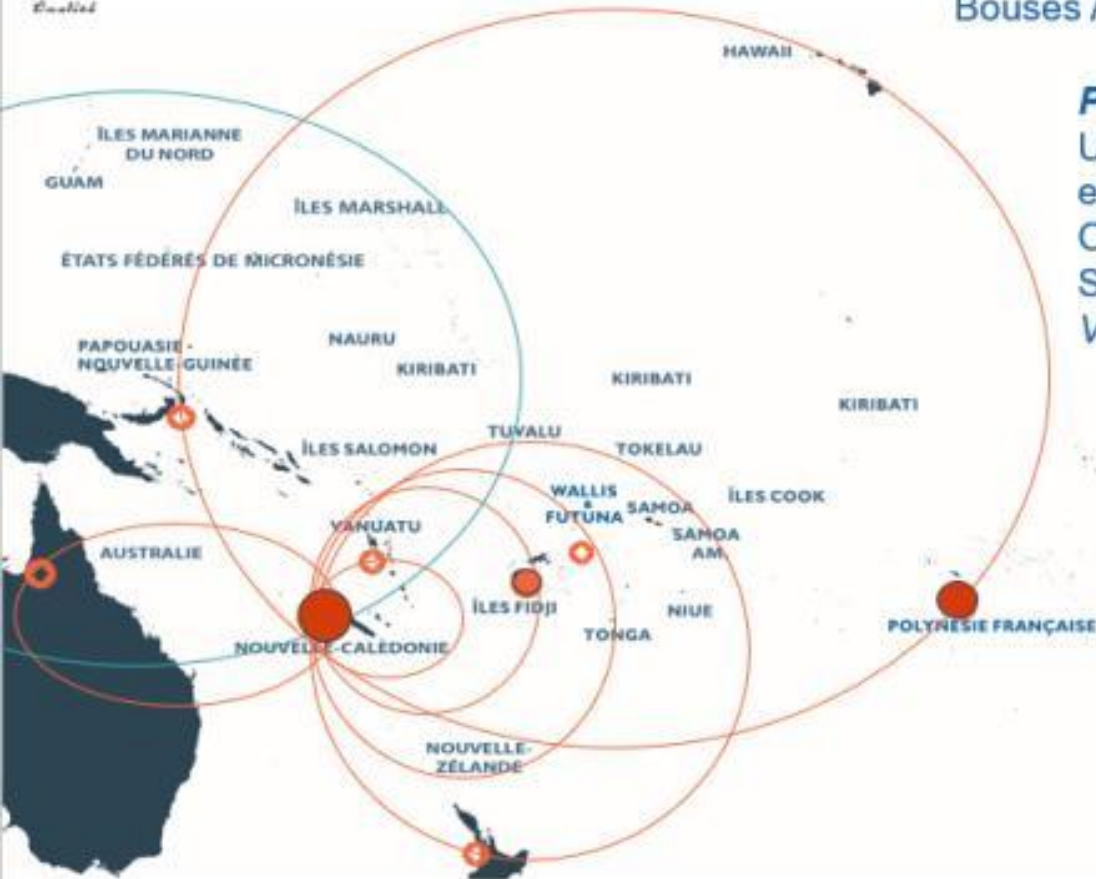 Qualité
Bouses
HAWAII
ÎLES MARIANNE
DU NORD
GUAM
ÎLES MARSHALL
ÉTATS FÉDÉRÉS DE MICRONÉSIE
PAPOUASIE -
NOUVELLE-GUINÉE
NAURU
KIRIBATI
KIRIBATI
KIRIBATI
TUVALU
ÎLES SALOMON
TOKELAU
WALLIS
FUTUNA
SAMOA
ÎLES COOK
SAMOA
AM
VANUATU
AUSTRALIE
ÎLES FIDJI
NIUE
TONGA
POLYNÉSIE FRANÇAISE
NOUVELLE-CALÉDONIE
NOUVELLE-
ZÉLANDE